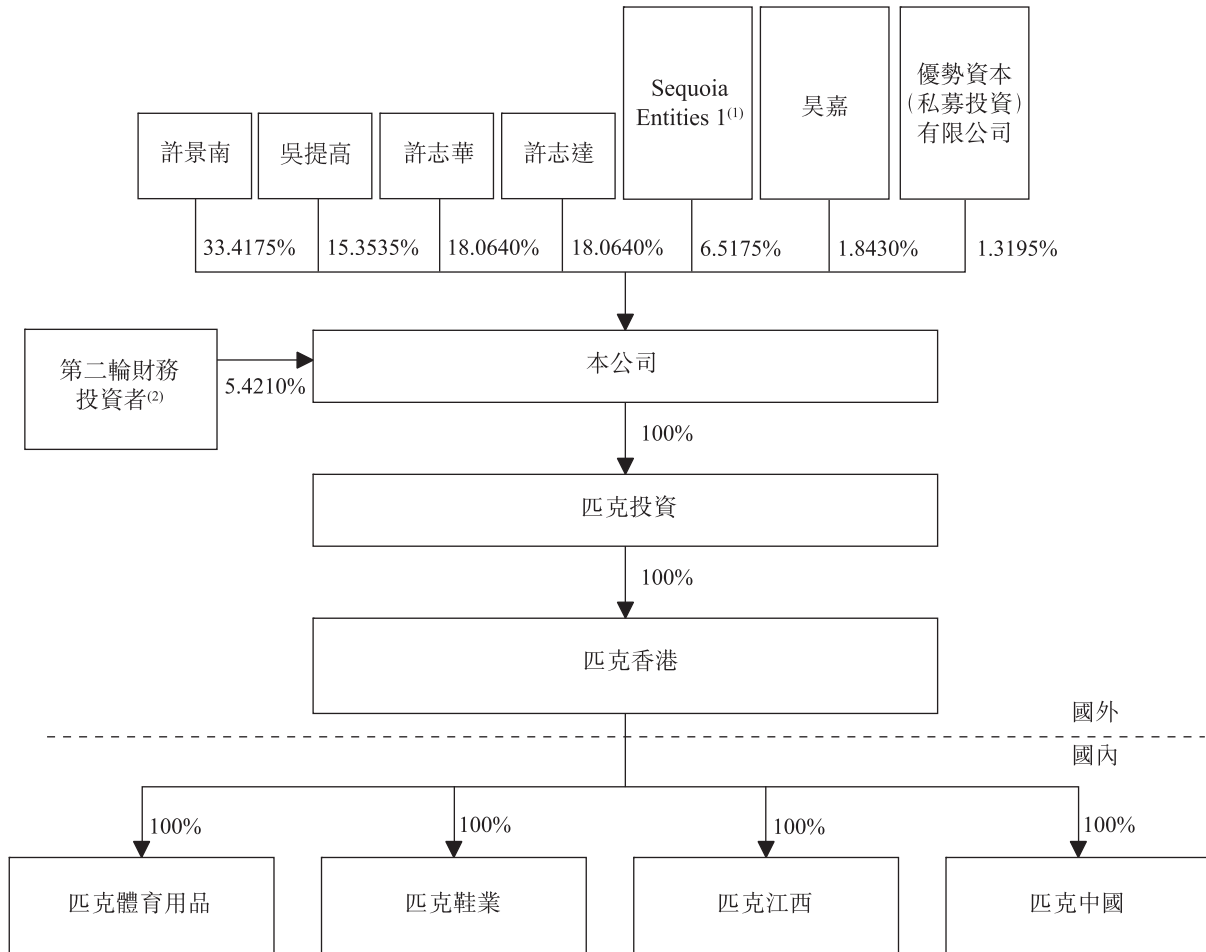 許景南
吳提高
許志華
許志達
Sequoia
Entities 1(1)
吳嘉
優勢資本
(私募投資)
有限公司
33.4175%
15.3535%
18.0640%
18.0640%
6.5175%
1.8430%
1.3195%
第二輪財務
投資者(2)
5.4210%
本公司
100%
匹克投資
100%
匹克香港
國外
國內
100%
100%
100%
100%
匹克體育用品
匹克鞋業
匹克江西
匹克中國